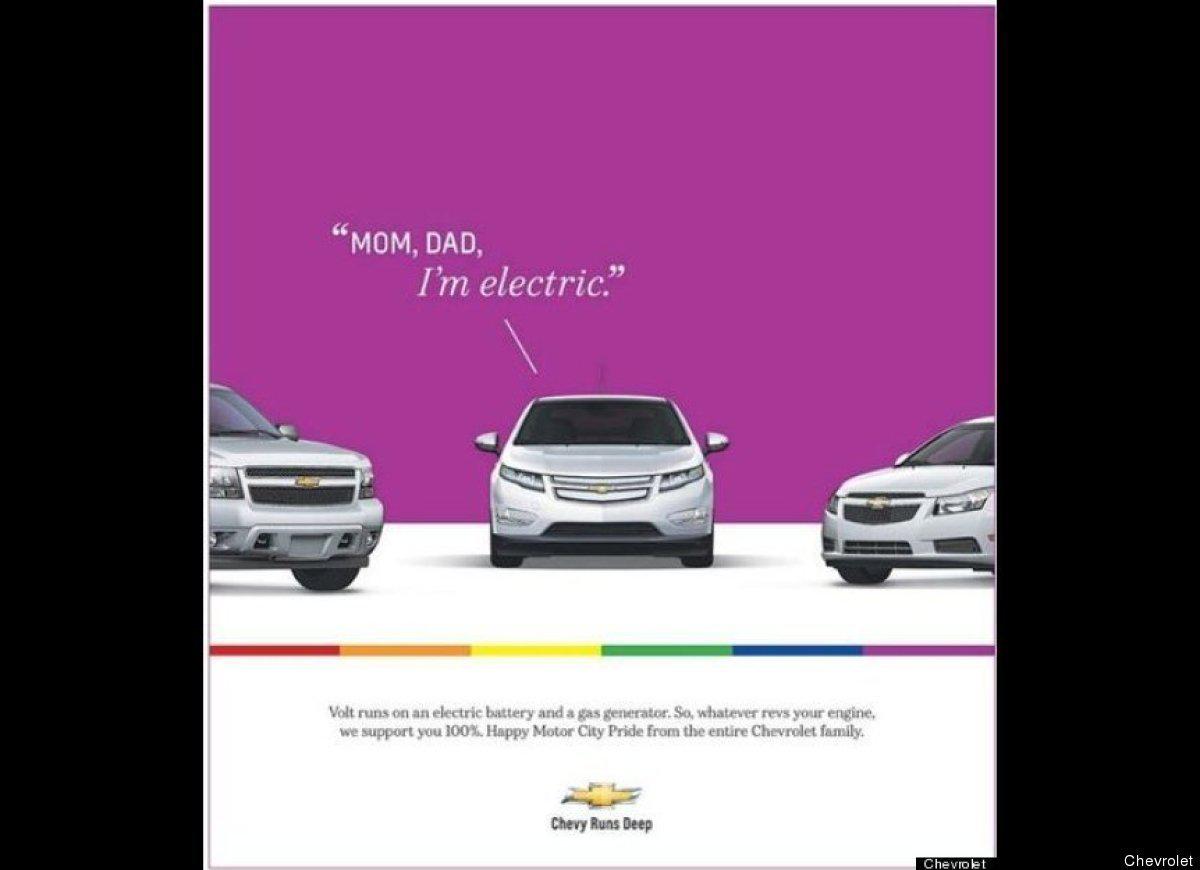 “MOM, DAD,
I’m electric.”
Volt runs on an electric battery and a gas generator. So, whatever revs your engine,
we support you 100%. Happy Motor City Pride from the entire Chevrolet family.
Chevy Runs Deep
Chevrolet
Chevrolet